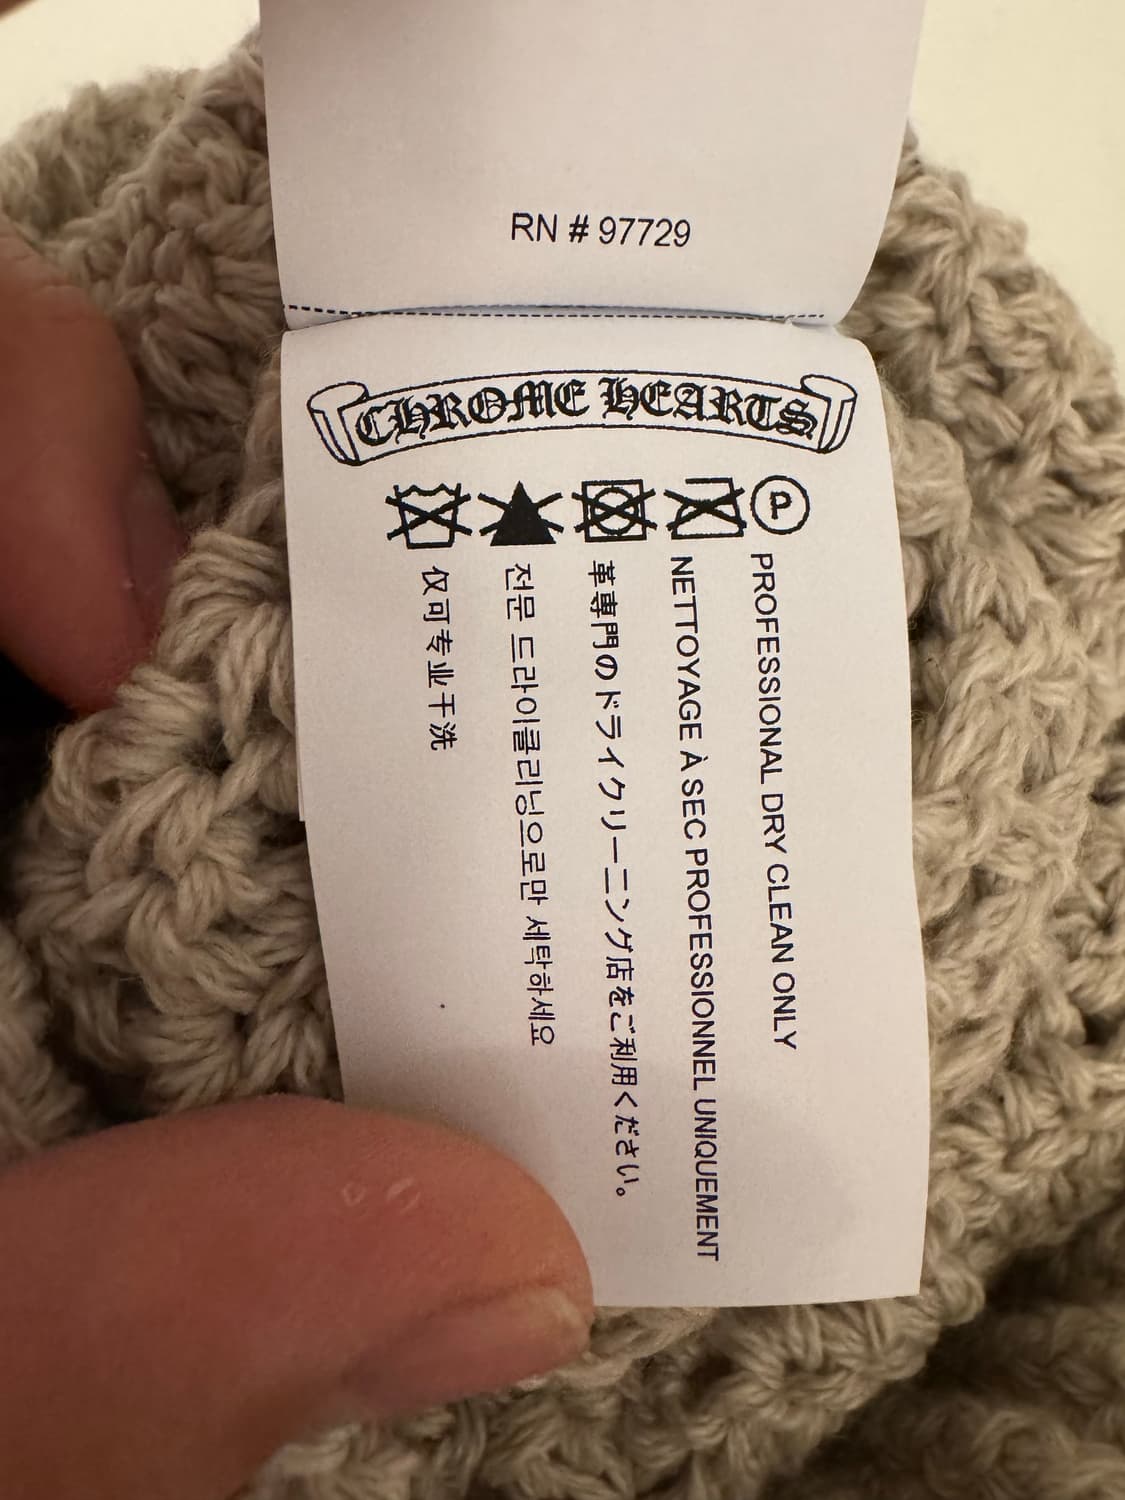 RN # 97729
CHROME HEARTS
P
PROFESSIONAL DRY CLEAN ONLY
NETTOYAGE À SEC PROFESSIONNEL UNIQUEMENT
革専門のドライクリーニング店をご利用ください。
전문 드라이클리닝으로만 세탁하세요
仅可专业干洗